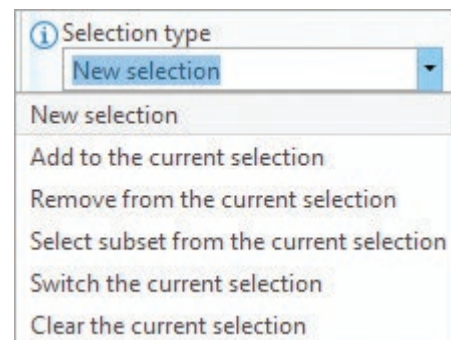 Selection type
New selection
New selection
Add to the current selection
Remove from the current selection
Select subset from the current selection
Switch the current selection
Clear the current selection